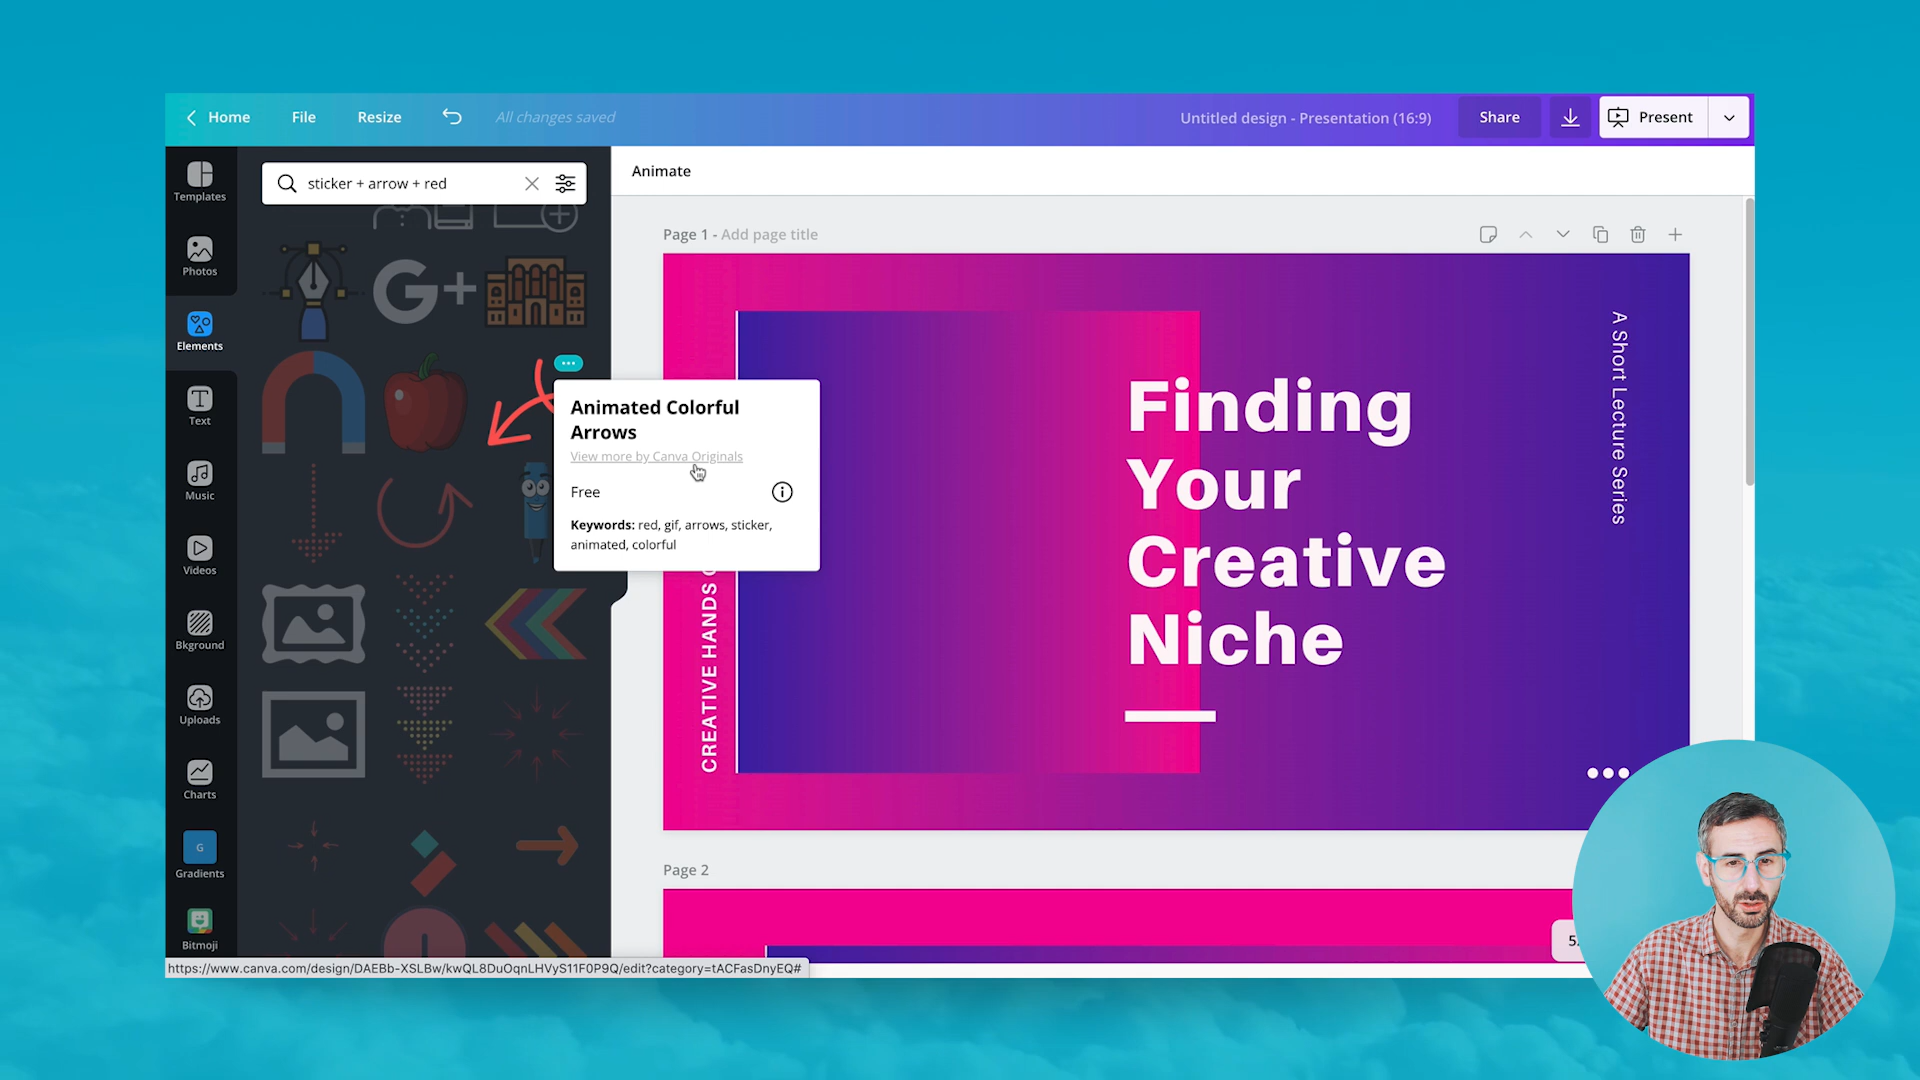 Home
File
Resize
All changes saved
Untitled design - Presentation (16:9)
Share
Present
Templates
Photos
Elements
Text
Music
Videos
Bkground
Uploads
Charts
G
Gradients
Bitmoji
sticker + arrow + red
G+
Animated Colorful
Arrows
View more by Canva Originals
Free
Keywords: red, gif, arrows, sticker,
animated, colorful
Animate
Page 1 - Add page title
CREATIVE HANDS
Finding
Your
Creative
Niche
A Short Lecture Series
Page 2
https://www.canva.com/design/DAEBb-XSLBw/kwQL8DuOqnLHVyS11F0P9Q/edit?category=tACFasDnyEQ#